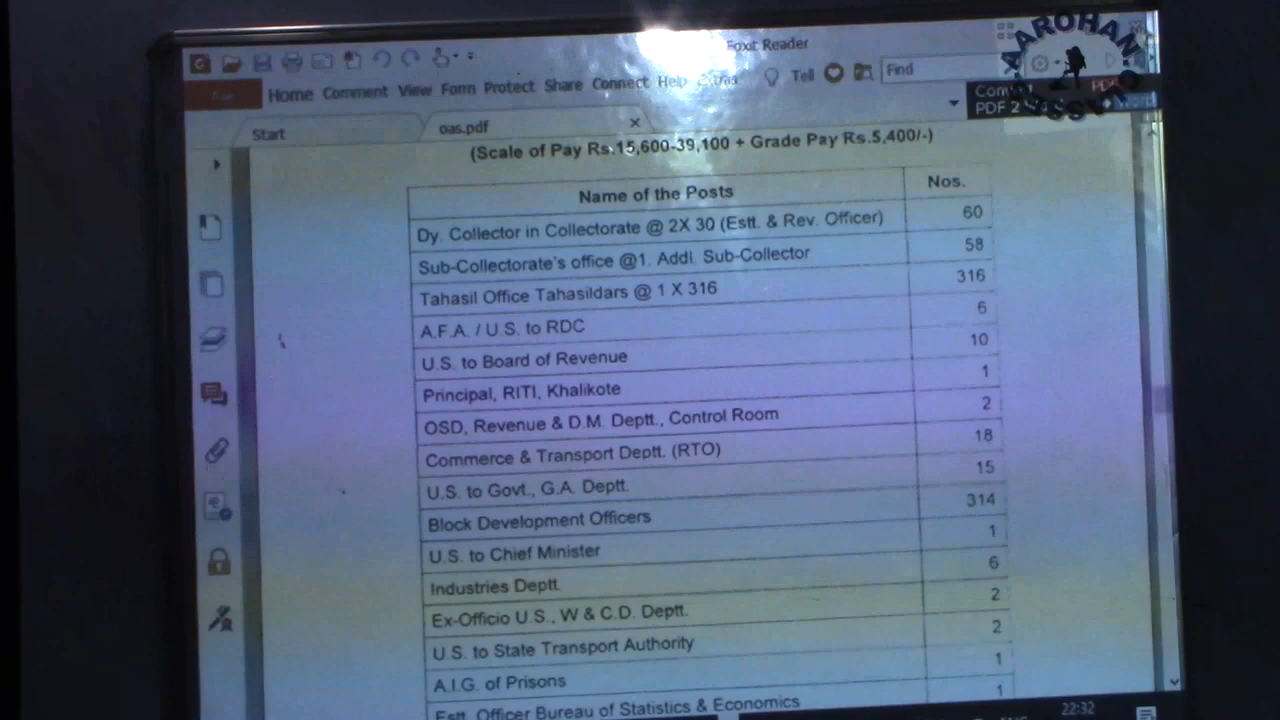 Foxit Reader
AAROHAN CLASSES
Home Comment View Form Protect Share Connect Help Extras Tell Find
PDF 2
Start
oas.pdf
(Scale of Pay Rs.15,600-39,100 + Grade Pay Rs.5,400/-)
Name of the Posts Nos.
Dy. Collector in Collectorate @ 2X 30 (Estt. & Rev. Officer) 60
Sub-Collectorate's office @1. Addl. Sub-Collector 58
Tahasil Office Tahasildars @ 1 X 316 316
A.F.A. / U.S. to RDC 6
U.S. to Board of Revenue 10
Principal, RITI, Khalikote 1
OSD, Revenue & D.M. Deptt., Control Room 2
Commerce & Transport Deptt. (RTO) 18
U.S. to Govt., G.A. Deptt. 15
Block Development Officers 314
U.S. to Chief Minister 1
Industries Deptt. 6
Ex-Officio U.S., W & C.D. Deptt. 2
U.S. to State Transport Authority 2
A.I.G. of Prisons 1
Estt. Officer Bureau of Statistics & Economics 1
22:32